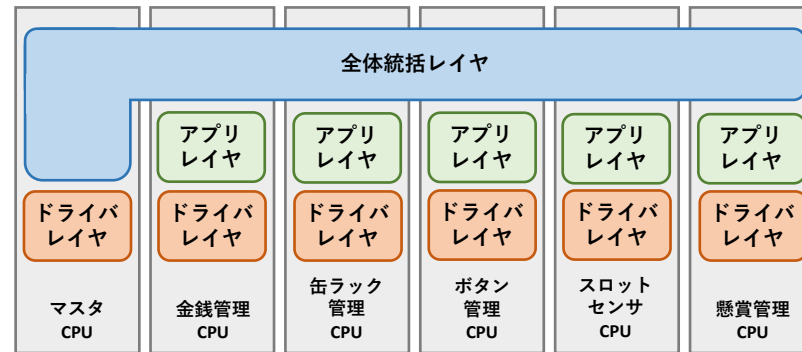 全体統括レイヤ
アプリ
レイヤ
アプリ
レイヤ
アプリ
レイヤ
アプリ
レイヤ
アプリ
レイヤ
ドライバ
レイヤ
ドライバ
レイヤ
ドライバ
レイヤ
ドライバ
レイヤ
ドライバ
レイヤ
ドライバ
レイヤ
マスタ
CPU
金銭管理
CPU
缶ラック
管理
CPU
ボタン
管理
CPU
スロット
センサ
CPU
懸賞管理
CPU